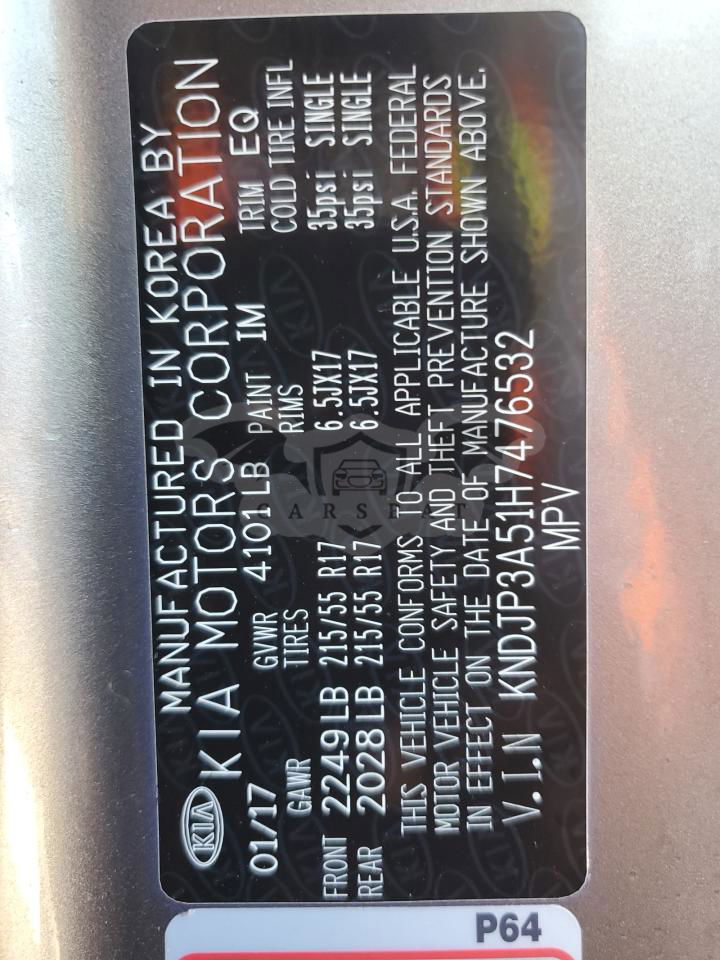 KIA
MANUFACTURED IN KOREA BY
KIA MOTORS CORPORATION
01/17 GVWR 4101LB PAINT IM TRIM EQ
GAWR TIRES RIMS COLD TIRE INFL
FRONT 2249LB 215/55 R17 6.5JX17 35psi SINGLE
REAR 2028LB 215/55 R17 6.5JX17 35psi SINGLE
THIS VEHICLE CONFORMS TO ALL APPLICABLE U.S.A. FEDERAL
MOTOR VEHICLE SAFETY AND THEFT PREVENTION STANDARDS
IN EFFECT ON THE DATE OF MANUFACTURE SHOWN ABOVE.
V.I.N KNDJP3A51H7476532
MPV
P64